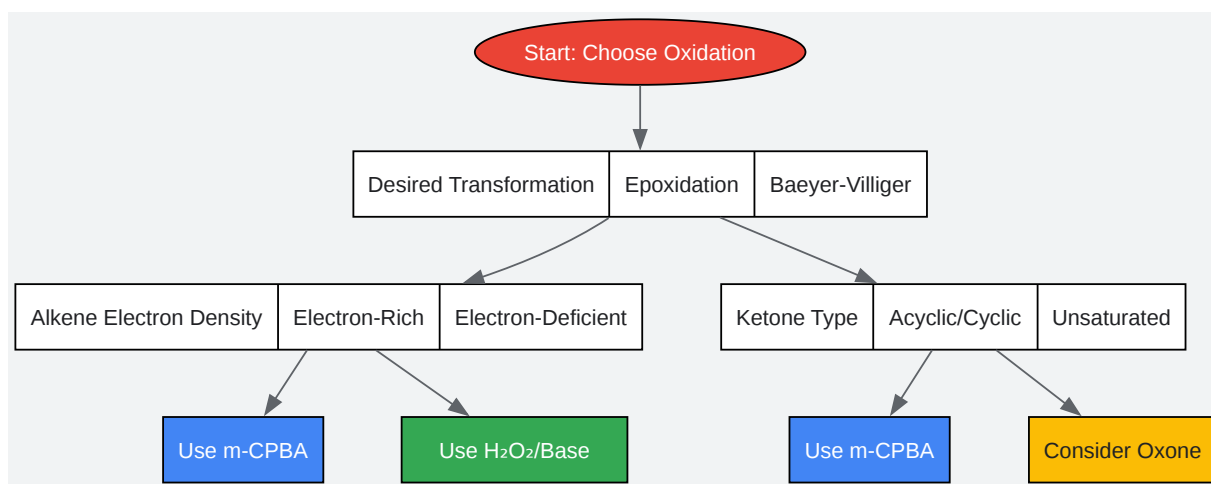 Start: Choose Oxidation
Desired Transformation Epoxidation Baeyer-Villiger
Alkene Electron Density Electron-Rich Electron-Deficient
Ketone Type Acyclic/Cyclic Unsaturated
Use m-CPBA
Use H₂O₂/Base
Use m-CPBA
Consider Oxone